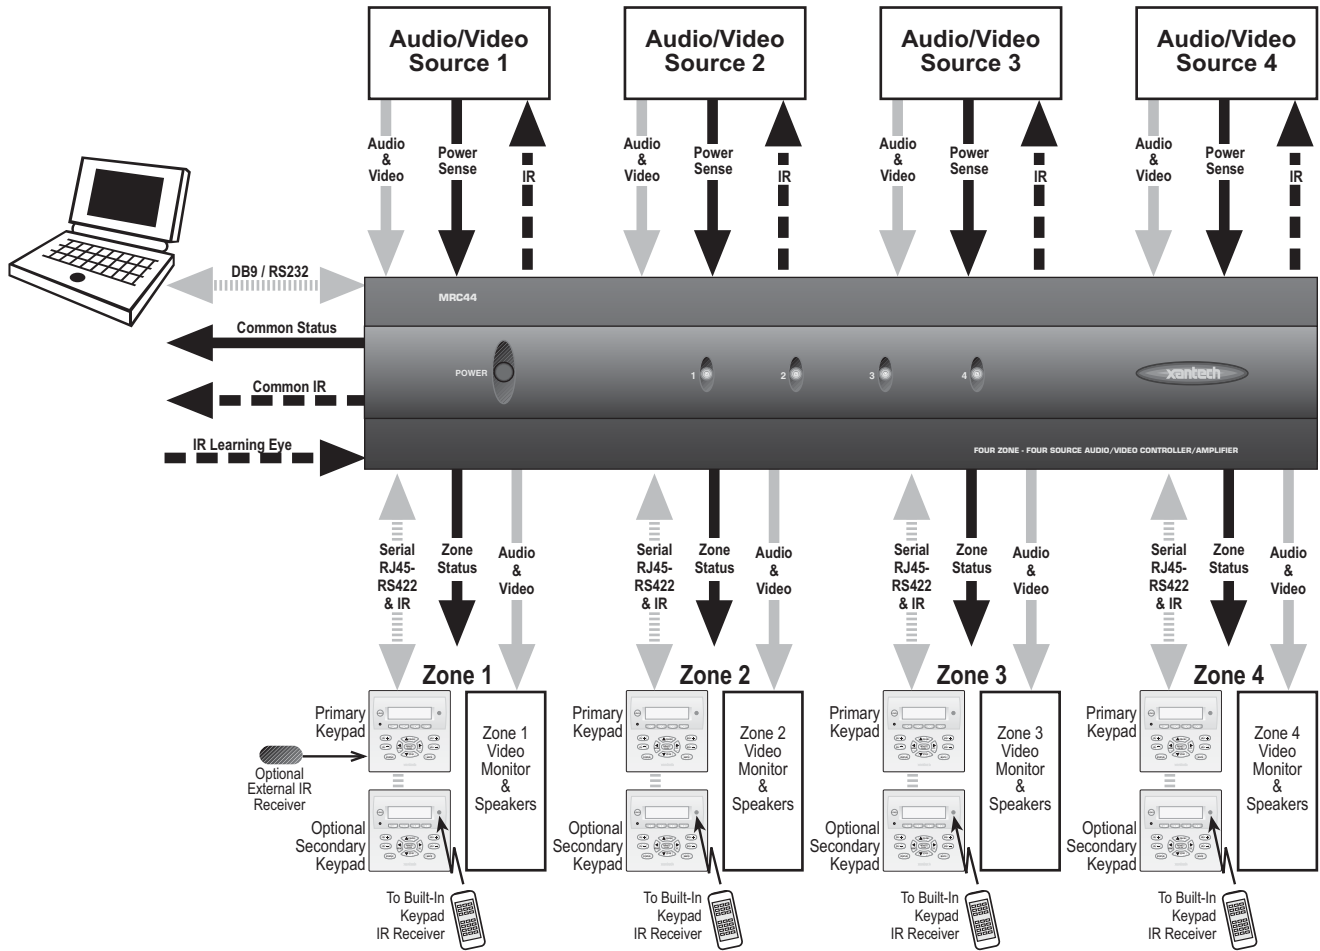 Audio/Video
Source 1
Audio/Video
Source 2
Audio/Video
Source 3
Audio/Video
Source 4
Audio
&
Video
Power
Sense
IR
Audio
&
Video
Power
Sense
IR
Audio
&
Video
Power
Sense
IR
Audio
&
Video
Power
Sense
IR
DB9 / RS232
Common Status
Common IR
IR Learning Eye
MRC44
POWER
1
2
3
4
xantech
FOUR ZONE - FOUR SOURCE AUDIO/VIDEO CONTROLLER/AMPLIFIER
Serial
RJ45-
RS422
& IR
Zone
Status
Audio
&
Video
Serial
RJ45-
RS422
& IR
Zone
Status
Audio
&
Video
Serial
RJ45-
RS422
& IR
Zone
Status
Audio
&
Video
Serial
RJ45-
RS422
& IR
Zone
Status
Audio
&
Video
Zone 1
Zone 2
Zone 3
Zone 4
Primary
Keypad
Optional
External IR
Receiver
Optional
Secondary
Keypad
Zone 1
Video
Monitor
&
Speakers
To Built-In
Keypad
IR Receiver
Primary
Keypad
Optional
Secondary
Keypad
Zone 2
Video
Monitor
&
Speakers
To Built-In
Keypad
IR Receiver
Primary
Keypad
Optional
Secondary
Keypad
Zone 3
Video
Monitor
&
Speakers
To Built-In
Keypad
IR Receiver
Primary
Keypad
Optional
Secondary
Keypad
Zone 4
Video
Monitor
&
Speakers
To Built-In
Keypad
IR Receiver